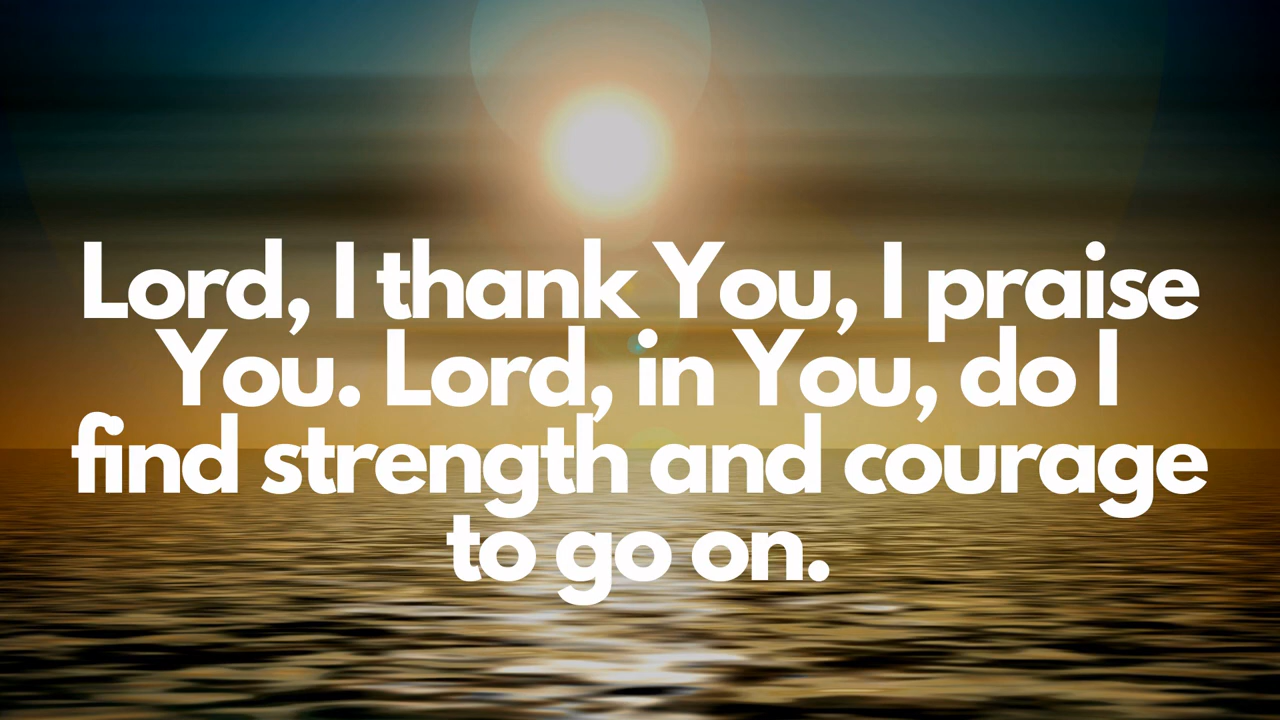 Lord, I thank You, I praise
You. Lord, in You, do I
find strength and courage
to go on.